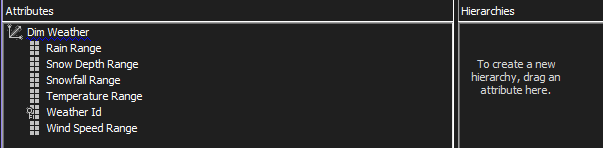 Attributes
Dim Weather
Rain Range
Snow Depth Range
Snowfall Range
Temperature Range
Weather Id
Wind Speed Range
Hierarchies
To create a new
hierarchy, drag an
attribute here.